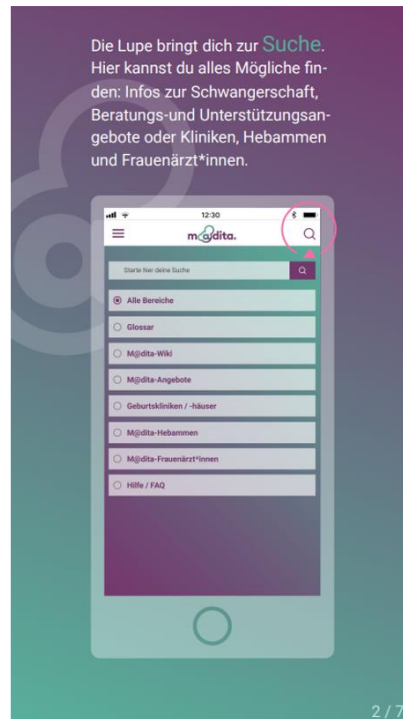 Die Lupe bringt dich zur Suche.
Hier kannst du alles Mögliche fin-
den: Infos zur Schwangerschaft,
Beratungs-und Unterstützungsan-
gebote oder Kliniken, Hebammen
und Frauenärzt*innen.
12:30
m@dita.
Starte hier deine Suche
Alle Bereiche
Glossar
M@dita-Wiki
M@dita-Angebote
Geburtskliniken / -häuser
M@dita-Hebammen
M@dita-Frauenärzt*innen
Hilfe / FAQ
2 / 7